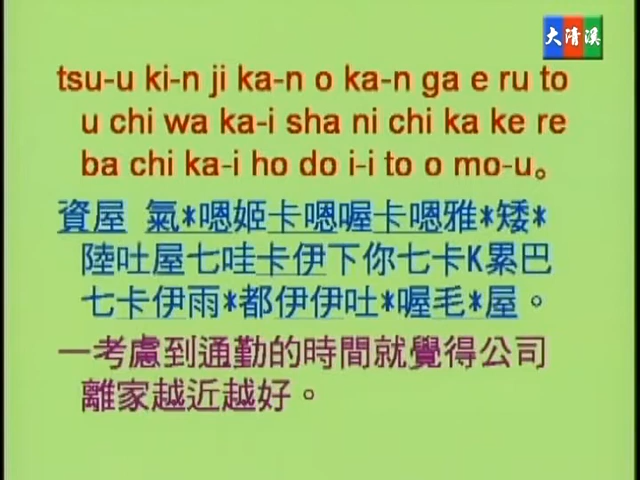 大清溪
tsu-u ki-n ji ka-n o ka-n ga e ru to
u chi wa ka-i sha ni chi ka ke re
ba chi ka-i ho do i-i to o mo-u。
資屋 氣*嗯姬卡嗯喔卡嗯雅*矮*
陸吐屋七哇卡伊下你七卡K累巴
七卡伊雨*都伊伊吐*喔毛*屋。
一考慮到通勤的時間就覺得公司
離家越近越好。